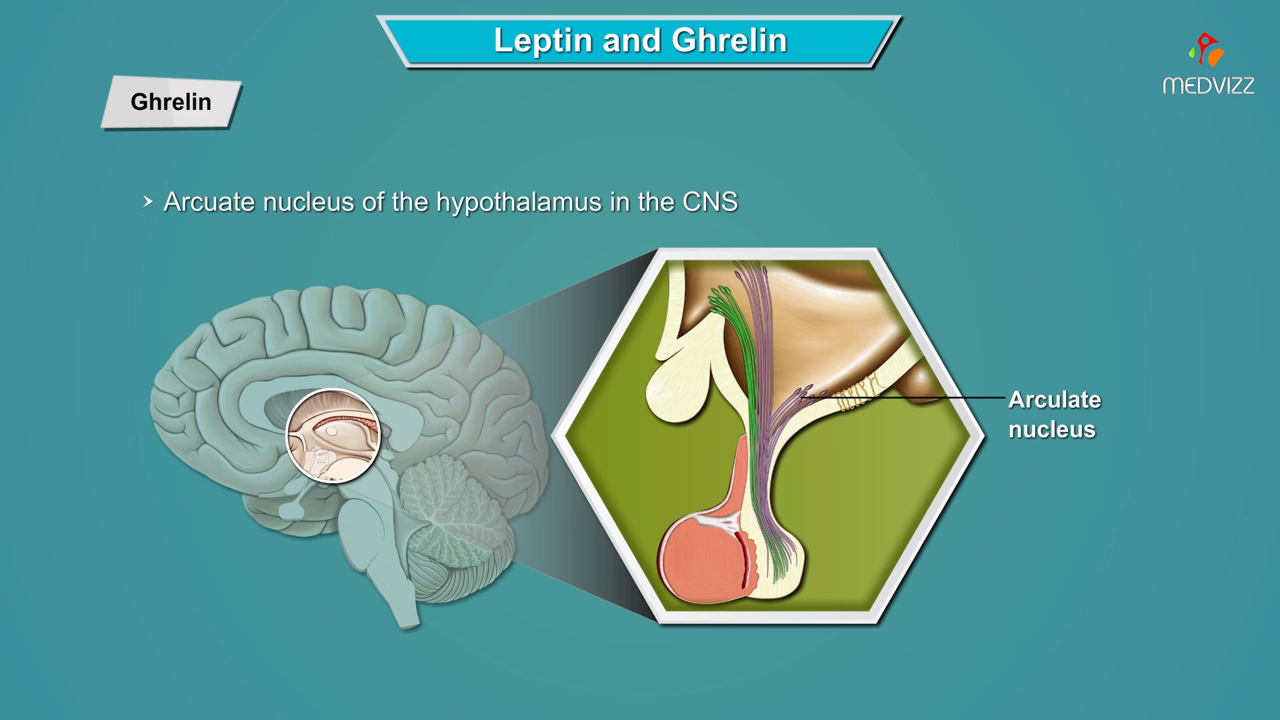 Leptin and Ghrelin
MEDVIZZ
Ghrelin
Arcuate nucleus of the hypothalamus in the CNS
Arculate
nucleus